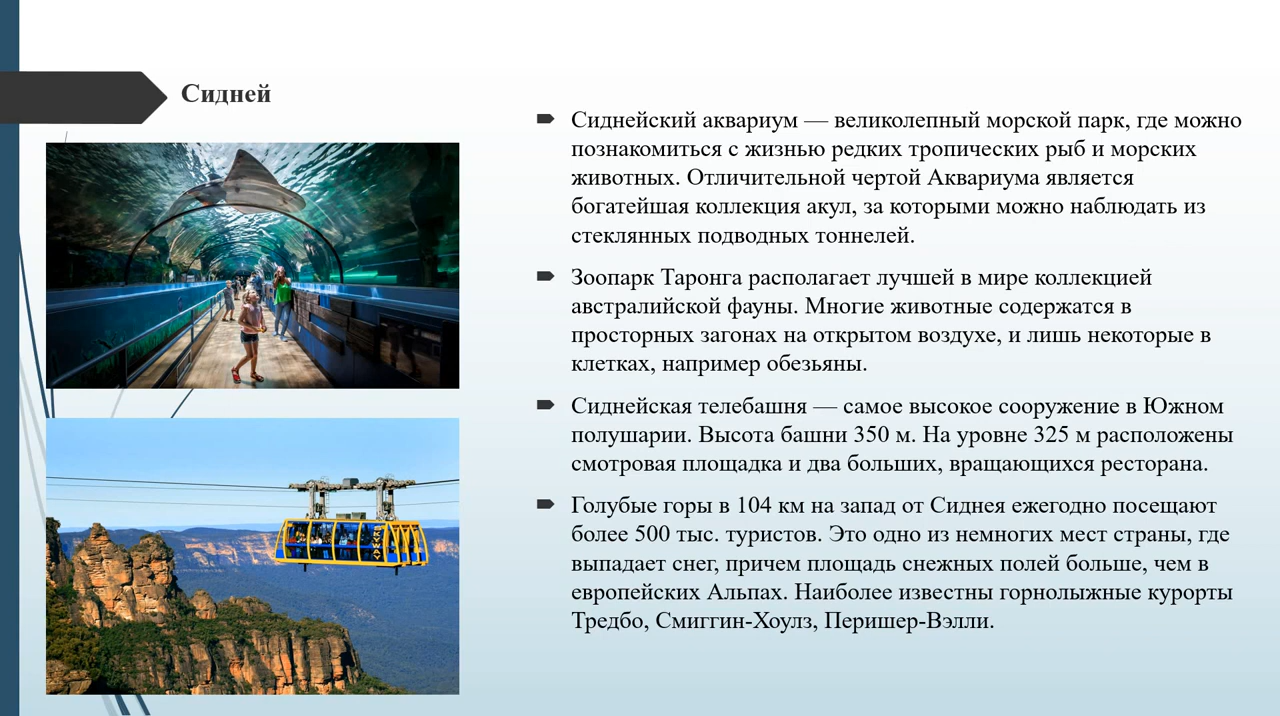 Сидней
Сиднейский аквариум — великолепный морской парк, где можно
познакомиться с жизнью редких тропических рыб и морских
животных. Отличительной чертой Аквариума является
богатейшая коллекция акул, за которыми можно наблюдать из
стеклянных подводных тоннелей.
Зоопарк Таронга располагает лучшей в мире коллекцией
австралийской фауны. Многие животные содержатся в
просторных загонах на открытом воздухе, и лишь некоторые в
клетках, например обезьяны.
Сиднейская телебашня — самое высокое сооружение в Южном
полушарии. Высота башни 350 м. На уровне 325 м расположены
смотровая площадка и два больших, вращающихся ресторана.
Голубые горы в 104 км на запад от Сиднея ежегодно посещают
более 500 тыс. туристов. Это одно из немногих мест страны, где
выпадает снег, причем площадь снежных полей больше, чем в
европейских Альпах. Наиболее известны горнолыжные курорты
Тредбо, Смиггин-Хоулз, Перишер-Вэлли.